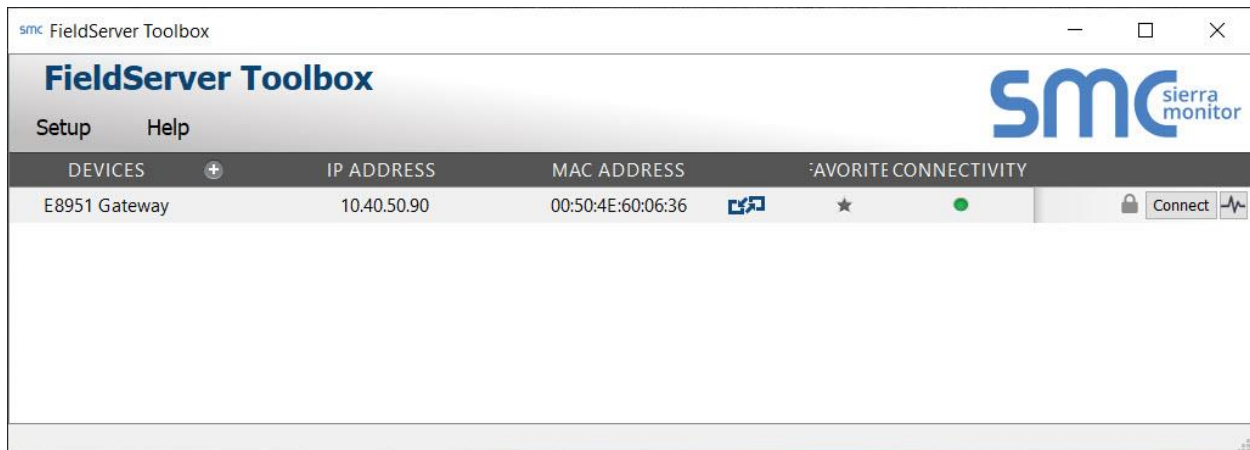 smc FieldServer Toolbox
FieldServer Toolbox
smc sierra monitor
Setup Help
DEVICES IP ADDRESS MAC ADDRESS FAVORITE CONNECTIVITY
E8951 Gateway 10.40.50.90 00:50:4E:60:06:36 Connect